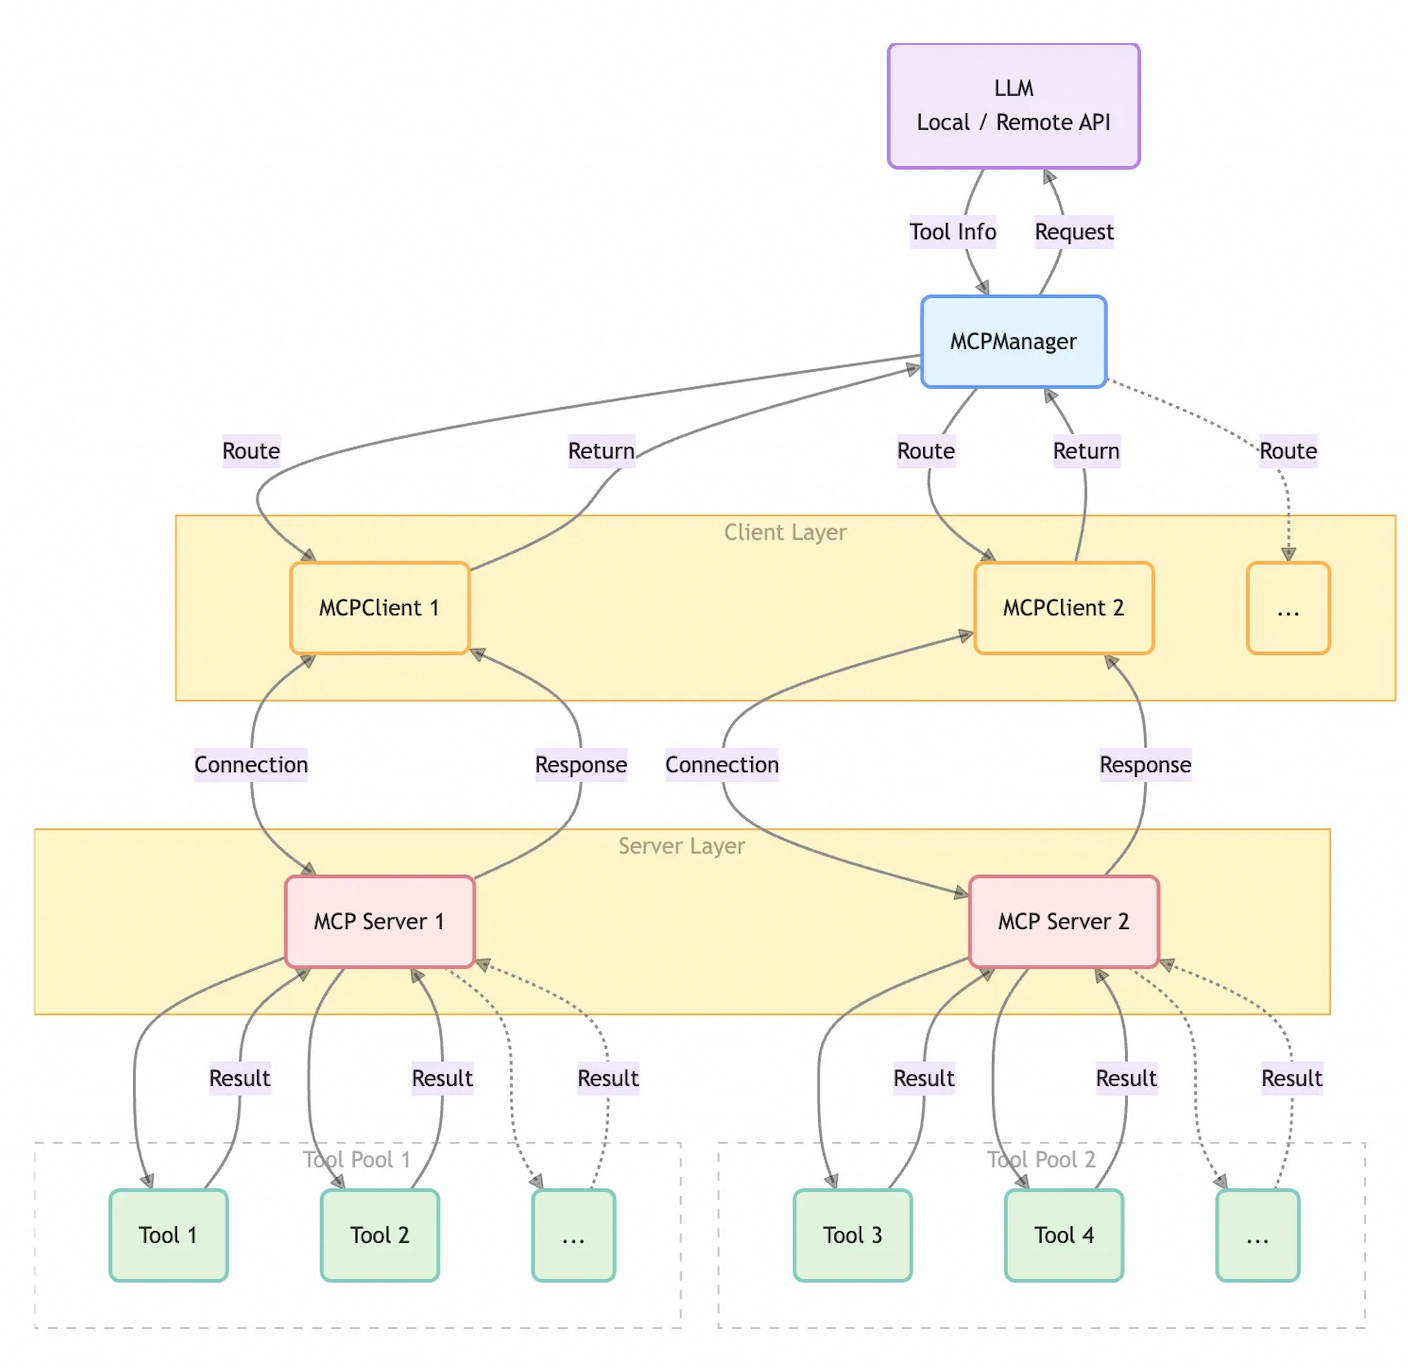 LLM
Local / Remote API
Tool Info
Request
MCPManager
Route
Return
Route
Return
Route
Client Layer
MCPClient 1
MCPClient 2
...
Connection
Response
Connection
Response
Server Layer
MCP Server 1
MCP Server 2
Result
Result
Result
Result
Result
Result
Tool Pool 1
Tool Pool 2
Tool 1
Tool 2
...
Tool 3
Tool 4
...